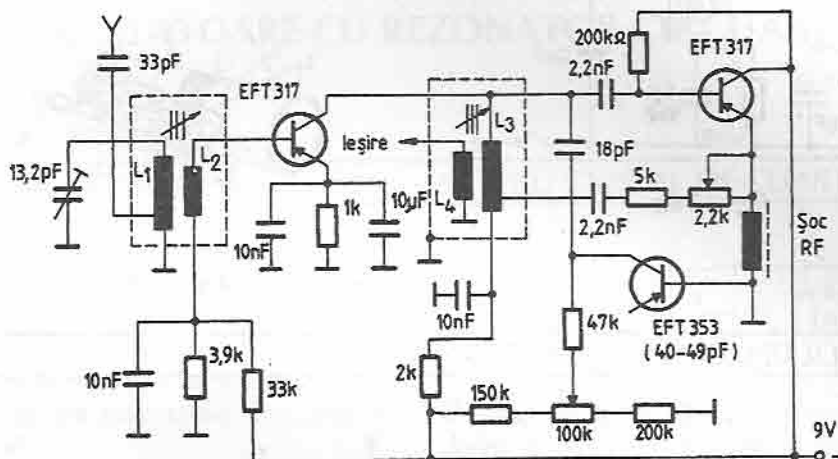 33pF
EFT317
200kΩ
2,2nF
EFT 317
13,2pF
L1
L2
Ieşire
L3
L4
18pF
5k
2,2nF
2,2k
Şoc
RF
10nF
1k
10µF
10nF
47k
EFT 353
(40-49pF)
10nF
3,9k
33k
2k
150k
100k
200k
9V